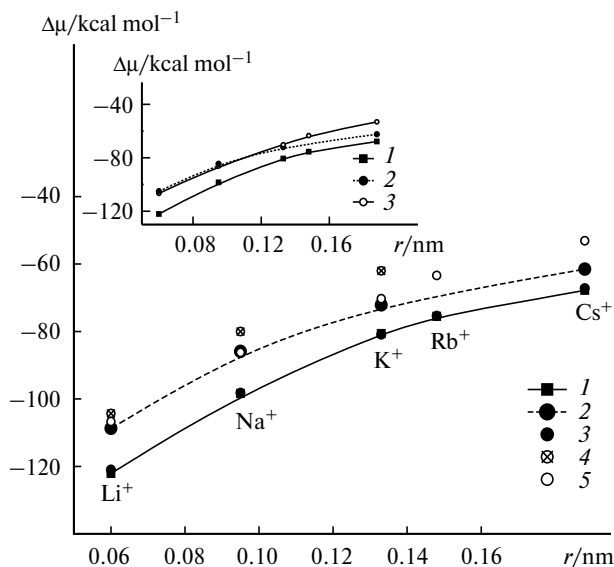 Δμ/kcal mol⁻¹
Δμ/kcal mol⁻¹
−40
−80
−120
0.08 0.12 0.16 r/nm
1
2
3
−40
−60
−80
−100
−120
Li⁺
Na⁺
K⁺
Rb⁺
Cs⁺
1
2
3
4
5
0.06 0.08 0.10 0.12 0.14 0.16 r/nm